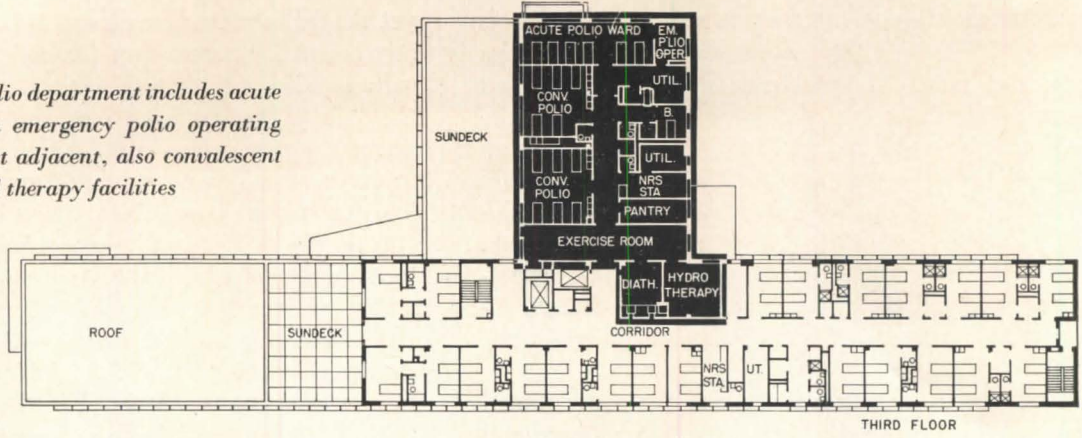 lio department includes acute
emergency polio operating
t adjacent, also convalescent
therapy facilities
SUNDECK
ACUTE POLIO WARD
EM.
P'LIO
OPER.
UTIL.
CONV.
POLIO
B.
UTIL.
CONV.
POLIO
NRS
STA
PANTRY
EXERCISE ROOM
DIATH.
HYDRO
THERAPY
ROOF
SUNDECK
CORRIDOR
NRS
STA.
UT.
THIRD FLOOR